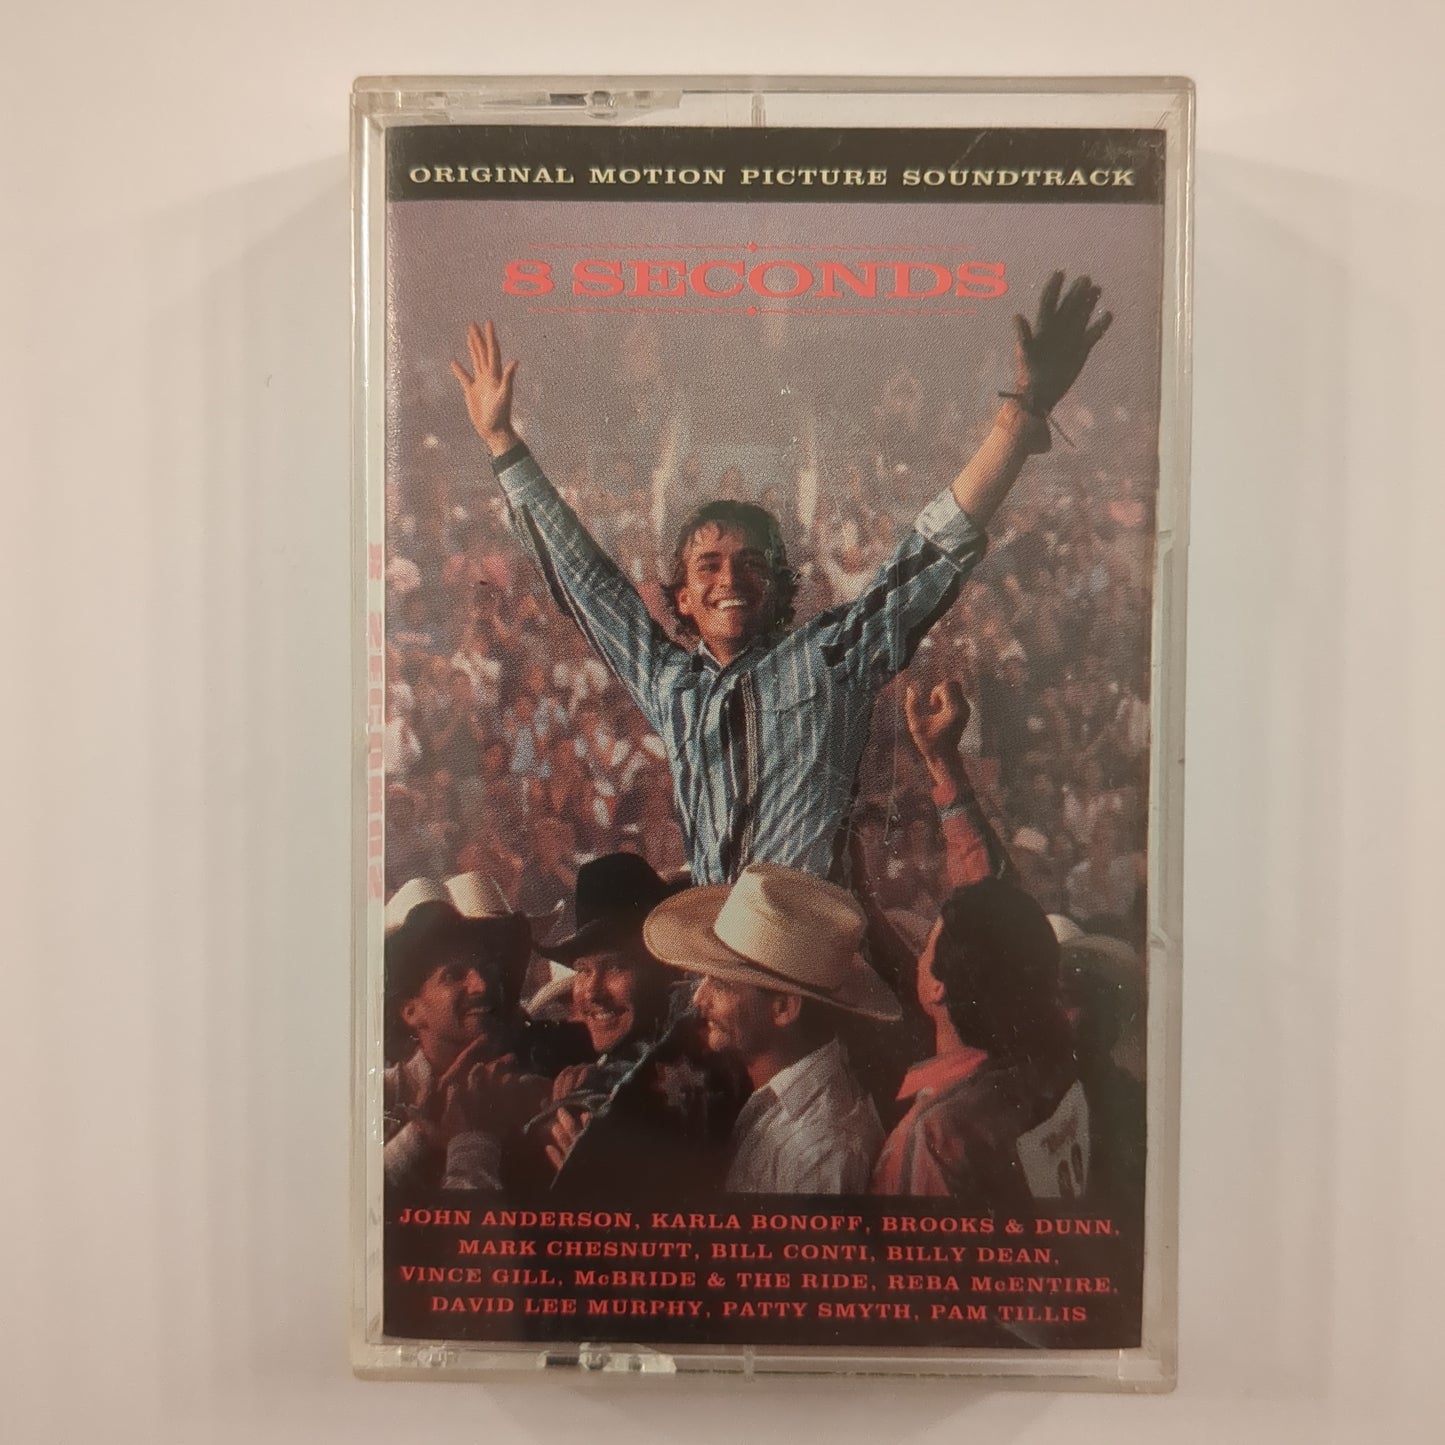 ORIGINAL MOTION PICTURE SOUNDTRACK
8 SECONDS
JOHN ANDERSON, KARLA BONOFF, BROOKS & DUNN,
MARK CHESNUTT, BILL CONTI, BILLY DEAN,
VINCE GILL, McBRIDE & THE RIDE, REBA McENTIRE,
DAVID LEE MURPHY, PATTY SMYTH, PAM TILLIS